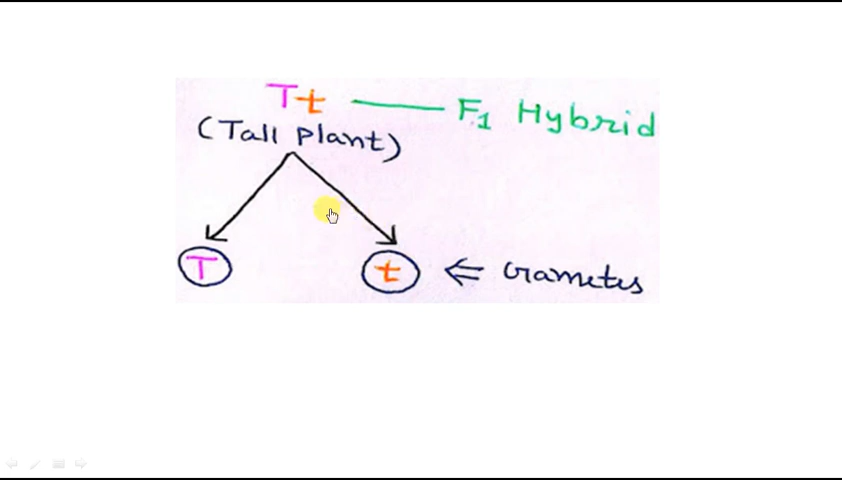 Tt — F1 Hybrid
(Tall plant)
T t ⇐ Gametes